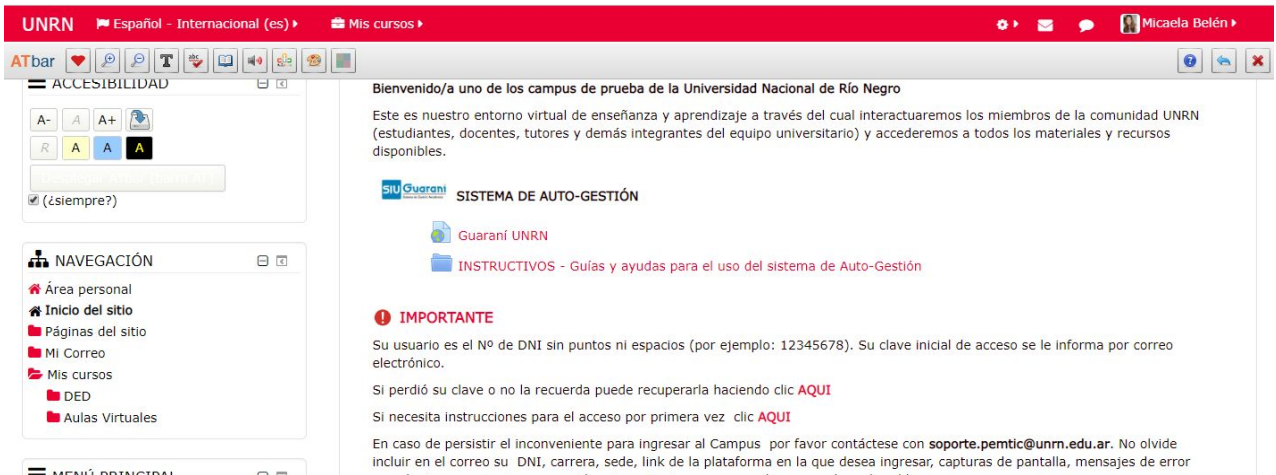 UNRN Español - Internacional (es) Mis cursos Micaela Belén
ATbar
ACCESIBILIDAD
A- A A+
R A A A
(¿siempre?)
NAVEGACIÓN
Área personal
Inicio del sitio
Páginas del sitio
Mi Correo
Mis cursos
DED
Aulas Virtuales
MENÚ PRINCIPAL
Bienvenido/a uno de los campus de prueba de la Universidad Nacional de Río Negro
Este es nuestro entorno virtual de enseñanza y aprendizaje a través del cual interactuaremos los miembros de la comunidad UNRN
(estudiantes, docentes, tutores y demás integrantes del equipo universitario) y accederemos a todos los materiales y recursos
disponibles.
SIU Guaraní SISTEMA DE AUTO-GESTIÓN
Guaraní UNRN
INSTRUCTIVOS - Guías y ayudas para el uso del sistema de Auto-Gestión
IMPORTANTE
Su usuario es el Nº de DNI sin puntos ni espacios (por ejemplo: 12345678). Su clave inicial de acceso se le informa por correo
electrónico.
Si perdió su clave o no la recuerda puede recuperarla haciendo clic AQUI
Si necesita instrucciones para el acceso por primera vez clic AQUI
En caso de persistir el inconveniente para ingresar al Campus por favor contáctese con soporte.pemtic@unrn.edu.ar. No olvide
incluir en el correo su DNI, carrera, sede, link de la plataforma en la que desea ingresar, capturas de pantalla, mensajes de error